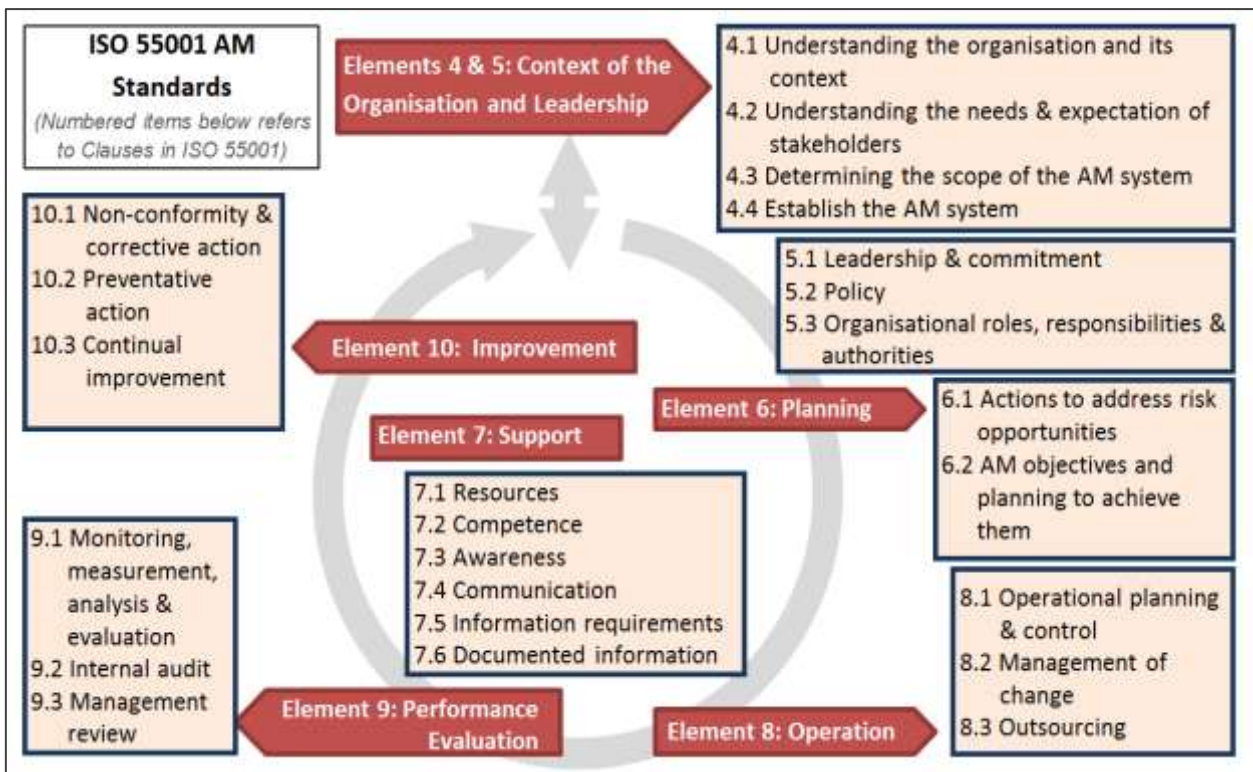 ISO 55001 AM
Standards
(Numbered items below refers
to Clauses in ISO 55001)
Elements 4 & 5: Context of the
Organisation and Leadership
4.1 Understanding the organisation and its
context
4.2 Understanding the needs & expectation of
stakeholders
4.3 Determining the scope of the AM system
4.4 Establish the AM system
5.1 Leadership & commitment
5.2 Policy
5.3 Organisational roles, responsibilities &
authorities
Element 6: Planning
6.1 Actions to address risk
opportunities
6.2 AM objectives and
planning to achieve
them
Element 7: Support
7.1 Resources
7.2 Competence
7.3 Awareness
7.4 Communication
7.5 Information requirements
7.6 Documented information
Element 8: Operation
8.1 Operational planning
& control
8.2 Management of
change
8.3 Outsourcing
Element 9: Performance
Evaluation
9.1 Monitoring,
measurement,
analysis &
evaluation
9.2 Internal audit
9.3 Management
review
Element 10: Improvement
10.1 Non-conformity &
corrective action
10.2 Preventative
action
10.3 Continual
improvement